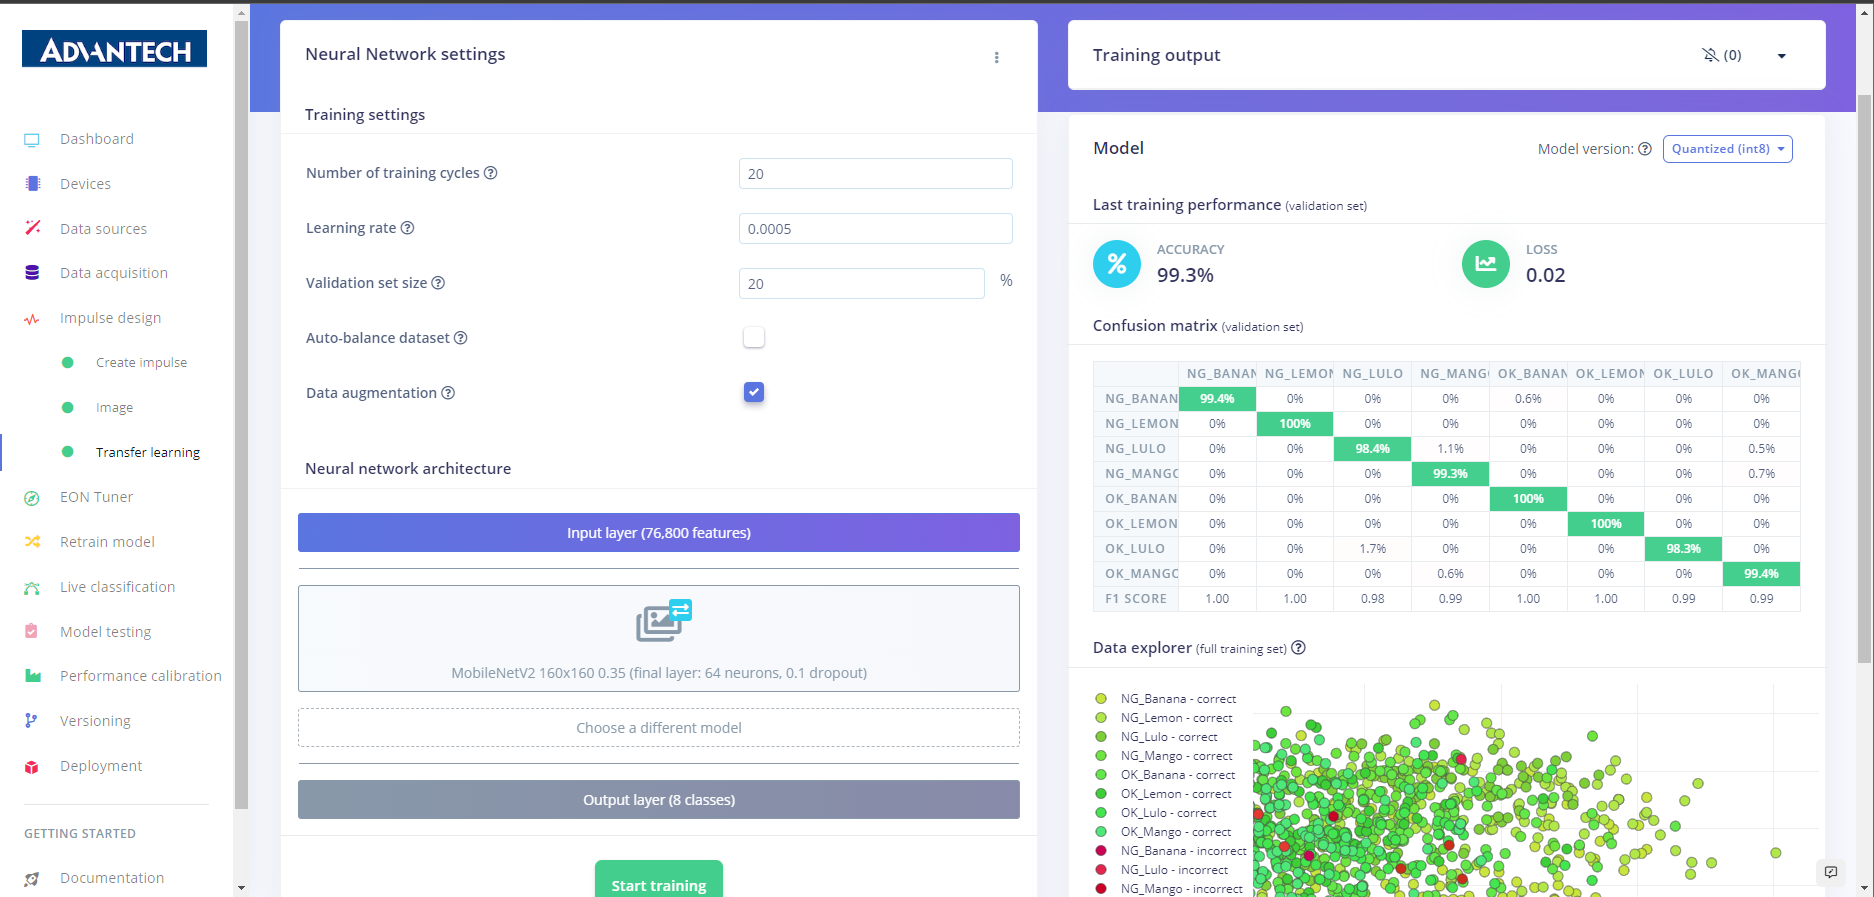 ADVANTECH
Dashboard
Devices
Data sources
Data acquisition
Impulse design
Create impulse
Image
Transfer learning
EON Tuner
Retrain model
Live classification
Model testing
Performance calibration
Versioning
Deployment
GETTING STARTED
Documentation
Neural Network settings
Training settings
Number of training cycles
20
Learning rate
0.0005
Validation set size
20 %
Auto-balance dataset
Data augmentation
Neural network architecture
Input layer (76,800 features)
MobileNetV2 160x160 0.35 (final layer: 64 neurons, 0.1 dropout)
Choose a different model
Output layer (8 classes)
Start training
Training output
(0)
Model
Model version: Quantized (int8)
Last training performance (validation set)
% ACCURACY
99.3%
LOSS
0.02
Confusion matrix (validation set)
NG_BANAN NG_LEMON NG_LULO NG_MANG OK_BANAN OK_LEMON OK_LULO OK_MANG
NG_BANAN 99.4% 0% 0% 0% 0.6% 0% 0% 0%
NG_LEMON 0% 100% 0% 0% 0% 0% 0% 0%
NG_LULO 0% 0% 98.4% 1.1% 0% 0% 0% 0.5%
NG_MANGO 0% 0% 0% 99.3% 0% 0% 0% 0.7%
OK_BANAN 0% 0% 0% 0% 100% 0% 0% 0%
OK_LEMON 0% 0% 0% 0% 0% 100% 0% 0%
OK_LULO 0% 0% 1.7% 0% 0% 0% 98.3% 0%
OK_MANGO 0% 0% 0% 0.6% 0% 0% 0% 99.4%
F1 SCORE 1.00 1.00 0.98 0.99 1.00 1.00 0.99 0.99
Data explorer (full training set)
NG_Banana - correct
NG_Lemon - correct
NG_Lulo - correct
NG_Mango - correct
OK_Banana - correct
OK_Lemon - correct
OK_Lulo - correct
OK_Mango - correct
NG_Banana - incorrect
NG_Lulo - incorrect
NG_Mango - incorrect